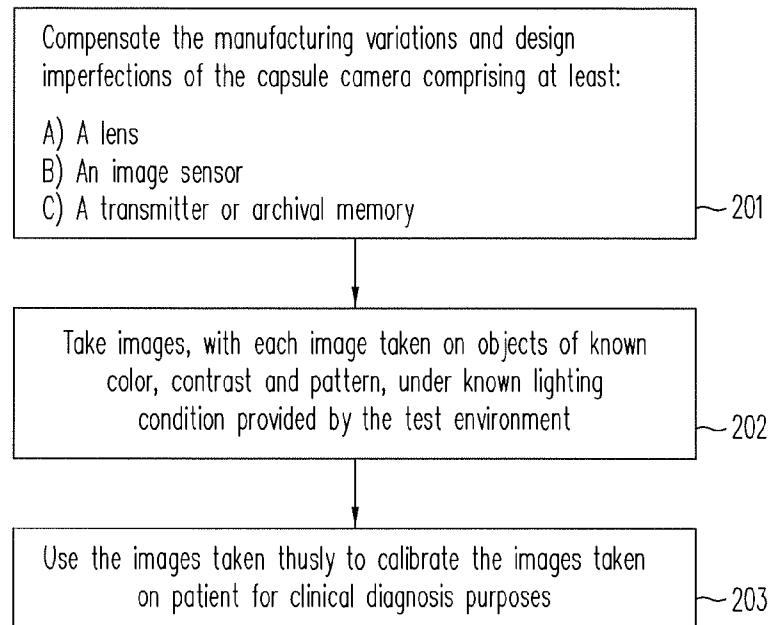 Compensate the manufacturing variations and design
imperfections of the capsule camera comprising at least:
A) A lens
B) An image sensor
C) A transmitter or archival memory
201
Take images, with each image taken on objects of known
color, contrast and pattern, under known lighting
condition provided by the test environment
202
Use the images taken thusly to calibrate the images taken
on patient for clinical diagnosis purposes
203